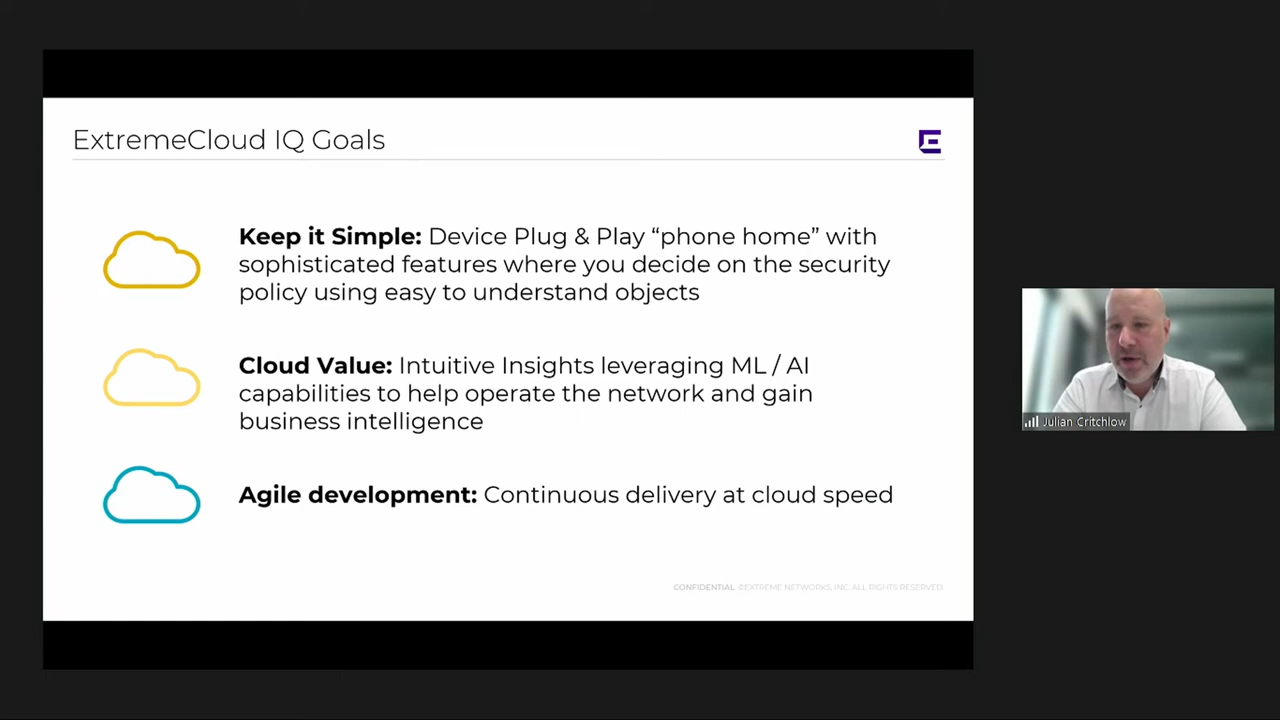 ExtremeCloud IQ Goals
Keep it Simple: Device Plug & Play “phone home” with
sophisticated features where you decide on the security
policy using easy to understand objects
Cloud Value: Intuitive Insights leveraging ML / AI
capabilities to help operate the network and gain
business intelligence
Agile development: Continuous delivery at cloud speed
CONFIDENTIAL ©EXTREME NETWORKS, INC. ALL RIGHTS RESERVED
Julian Critchlow